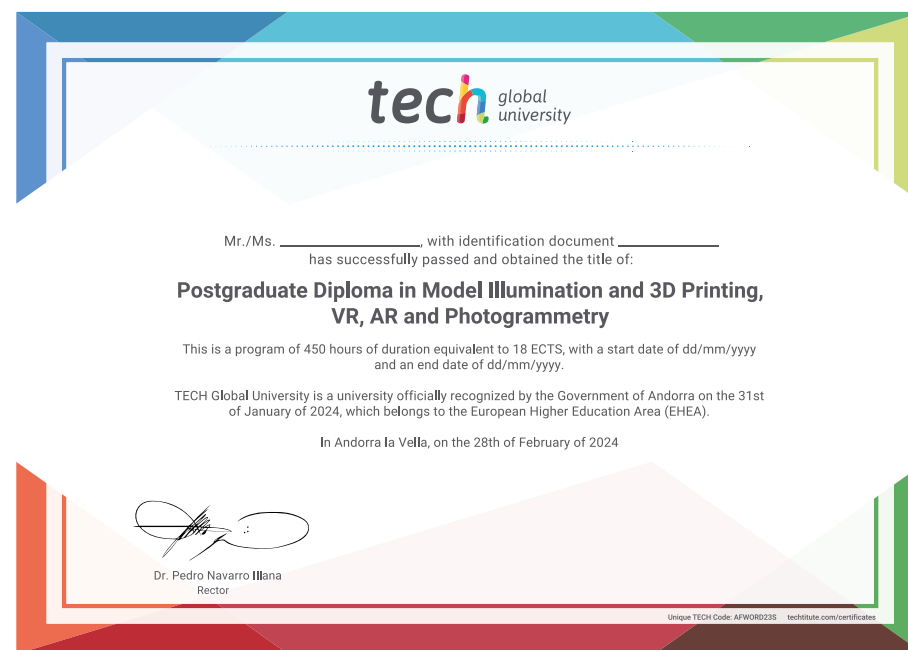 tech global university
Mr./Ms. ____________________, with identification document ______________
has successfully passed and obtained the title of:
Postgraduate Diploma in Model Illumination and 3D Printing,
VR, AR and Photogrammetry
This is a program of 450 hours of duration equivalent to 18 ECTS, with a start date of dd/mm/yyyy
and an end date of dd/mm/yyyy.
TECH Global University is a university officially recognized by the Government of Andorra on the 31st
of January of 2024, which belongs to the European Higher Education Area (EHEA).
In Andorra la Vella, on the 28th of February of 2024
Dr. Pedro Navarro Illana
Rector
Unique TECH Code: AFWORD23S techtitute.com/certificates